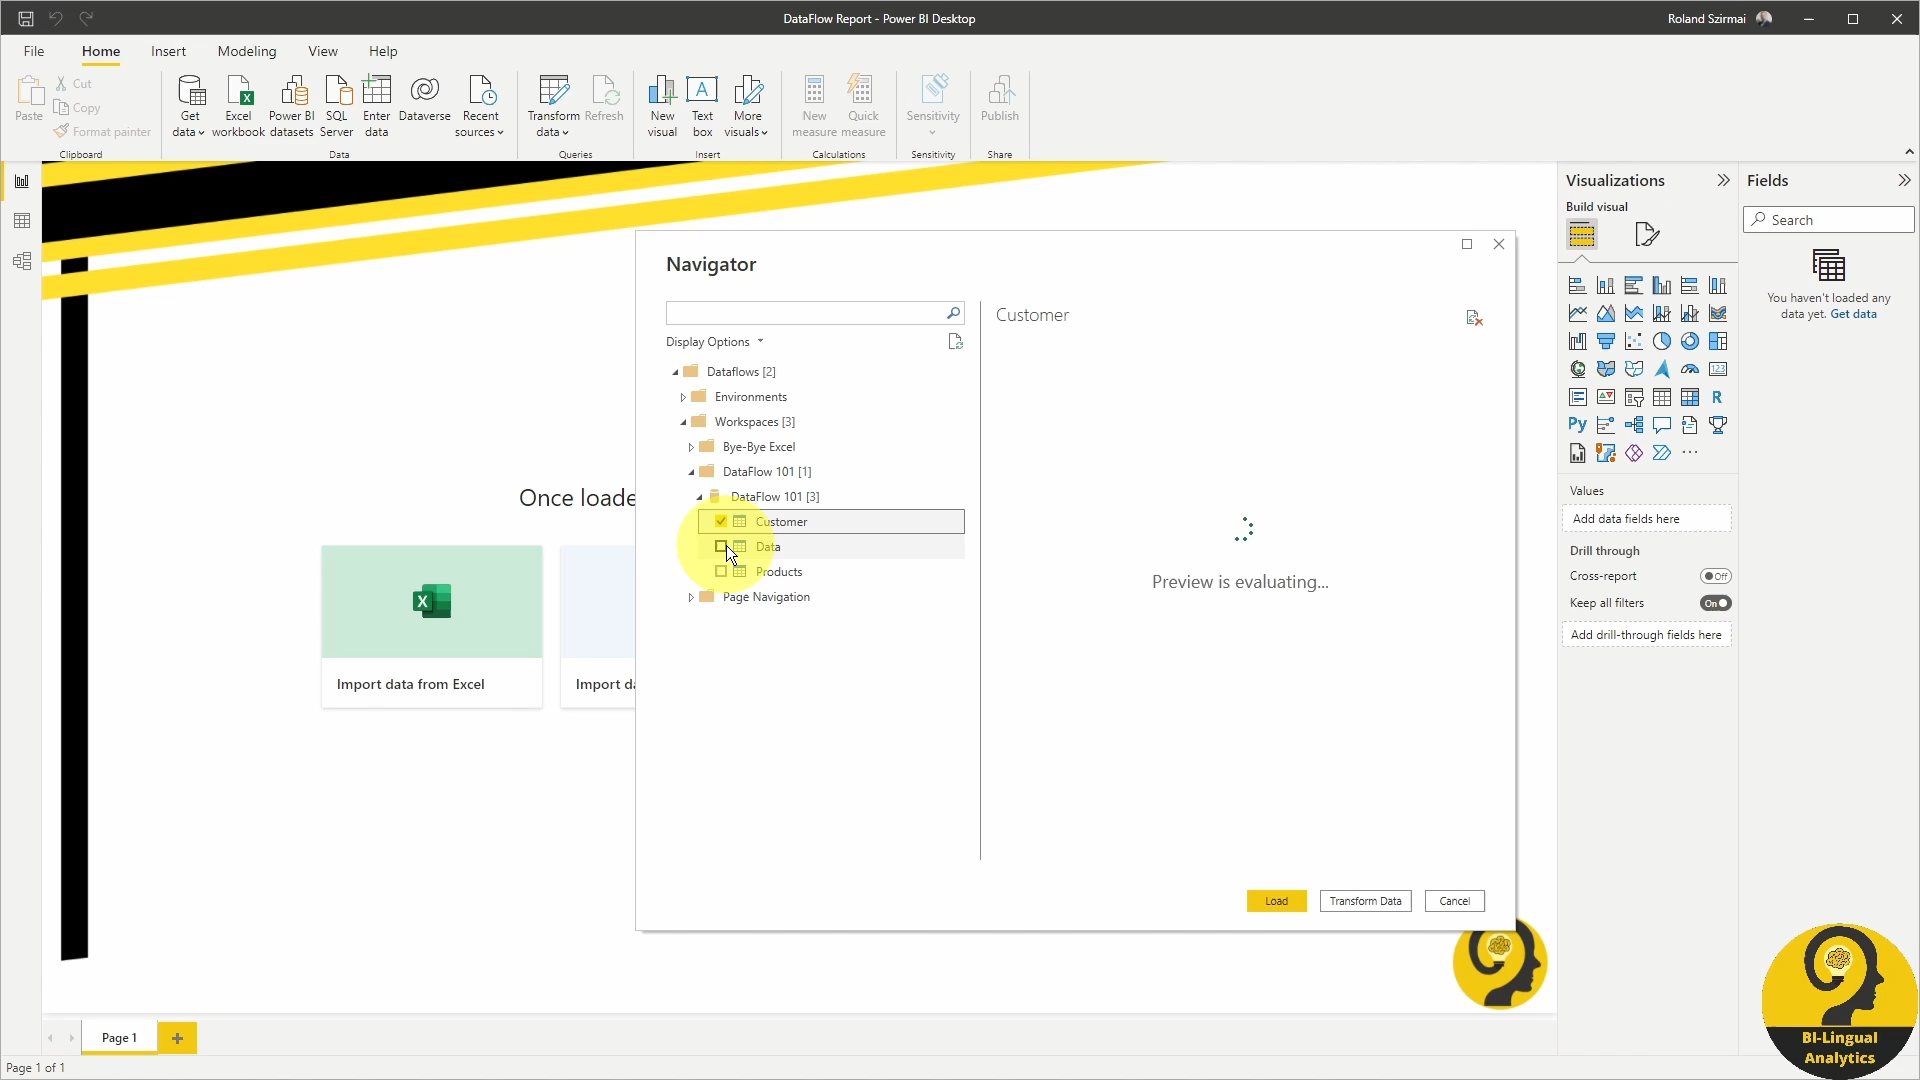 DataFlow Report - Power BI Desktop
Roland Szirmai
File
Home
Insert
Modeling
View
Help
Paste
Cut
Copy
Format painter
Clipboard
Get data
Excel workbook
Power BI datasets
SQL Server
Enter data
Dataverse
Recent sources
Data
Transform data
Refresh
Queries
New visual
Text box
More visuals
Insert
New measure
Quick measure
Calculations
Sensitivity
Sensitivity
Publish
Share
Once loade
Import data from Excel
Import da
Navigator
Display Options
Dataflows [2]
Environments
Workspaces [3]
Bye-Bye Excel
DataFlow 101 [1]
DataFlow 101 [3]
Customer
Data
Products
Page Navigation
Customer
Preview is evaluating...
Load
Transform Data
Cancel
Visualizations
Build visual
123
R
Py
Values
Add data fields here
Drill through
Cross-report
Off
Keep all filters
On
Add drill-through fields here
Fields
Search
You haven't loaded any
data yet. Get data
Page 1
Page 1 of 1
BI-Lingual
Analytics